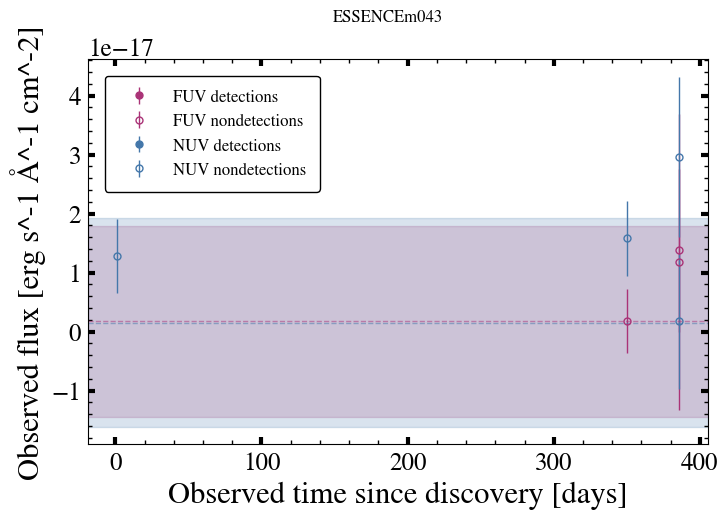 ESSENCEm043
1e−17
FUV detections
FUV nondetections
NUV detections
NUV nondetections
4
3
2
1
0
−1
0 100 200 300 400
Observed time since discovery [days]
Observed flux [erg s^-1 Å^-1 cm^-2]